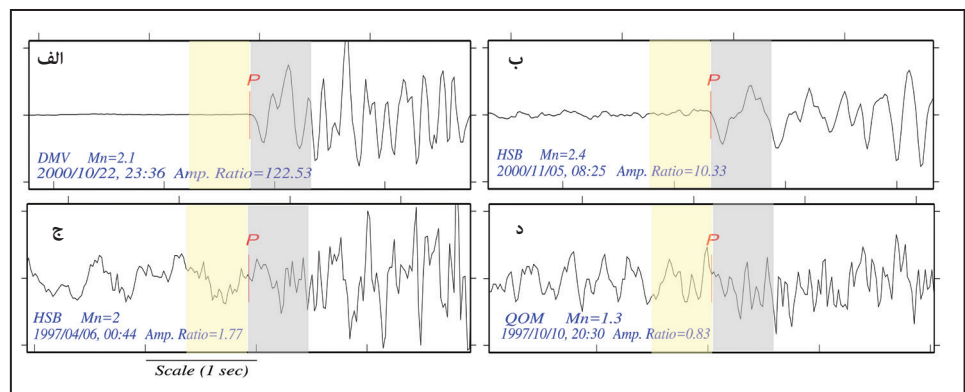 الف
P
DMV Mn=2.1
2000/10/22, 23:36 Amp. Ratio=122.53
ب
P
HSB Mn=2.4
2000/11/05, 08:25 Amp. Ratio=10.33
ج
P
HSB Mn=2
1997/04/06, 00:44 Amp. Ratio=1.77
د
P
QOM Mn=1.3
1997/10/10, 20:30 Amp. Ratio=0.83
Scale (1 sec)